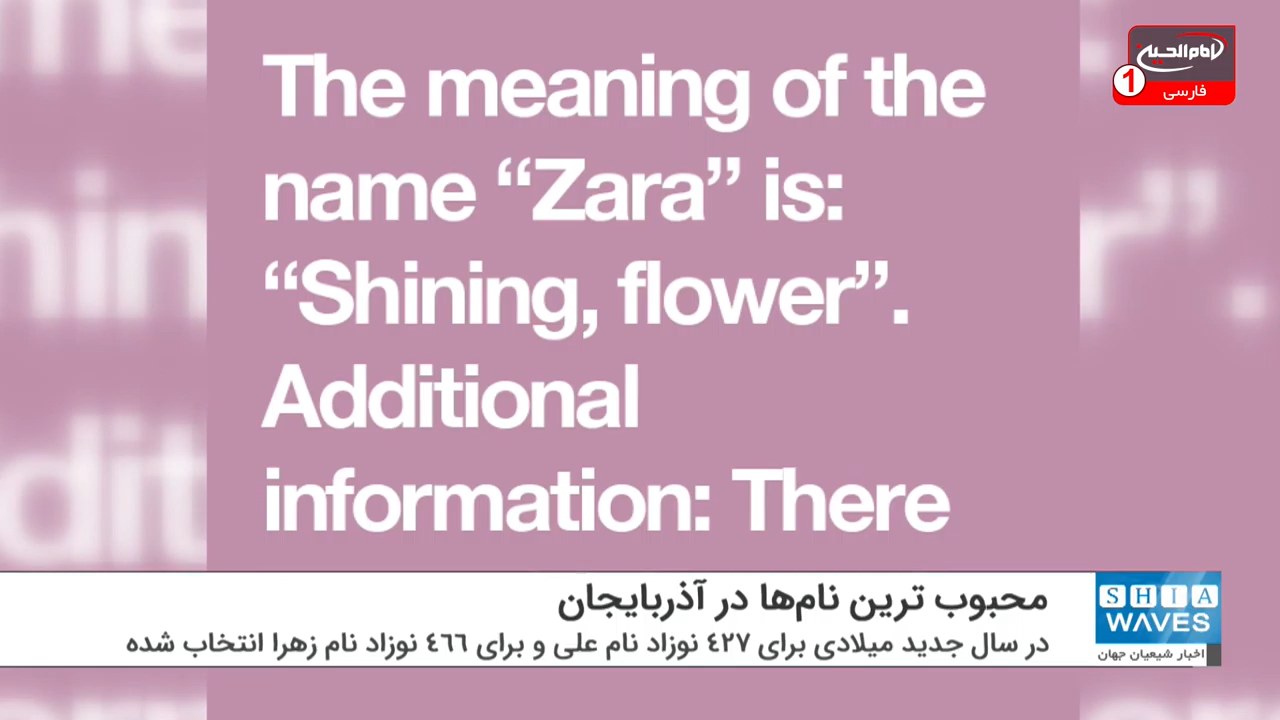 The meaning of the
name “Zara” is:
“Shining, flower”.
Additional
information: There
امام الحسین
1
فارسی
محبوب ترین نام‌ها در آذربایجان
در سال جدید میلادی برای ٤٢٧ نوزاد نام علی و برای ٤٦٦ نوزاد نام زهرا انتخاب شده
SHIA
WAVES
اخبار شیعیان جهان